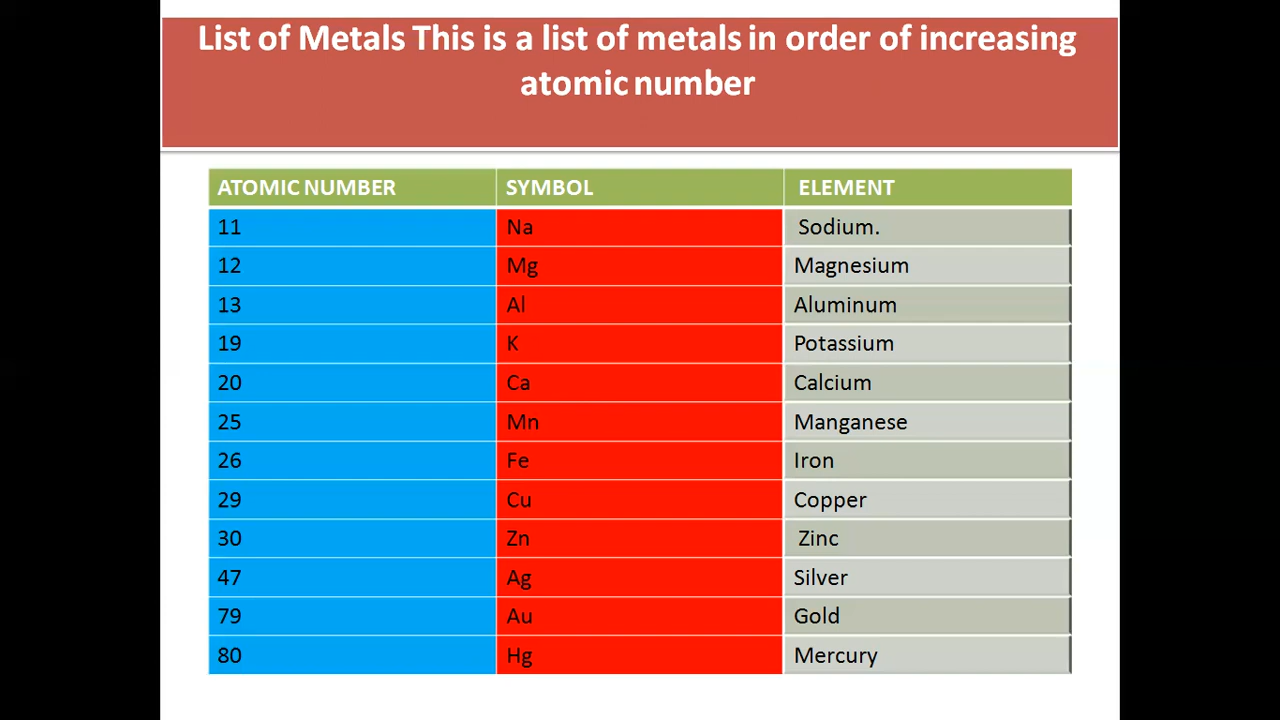 List of Metals This is a list of metals in order of increasing
atomic number
ATOMIC NUMBER SYMBOL ELEMENT
11 Na Sodium.
12 Mg Magnesium
13 Al Aluminum
19 K Potassium
20 Ca Calcium
25 Mn Manganese
26 Fe Iron
29 Cu Copper
30 Zn Zinc
47 Ag Silver
79 Au Gold
80 Hg Mercury